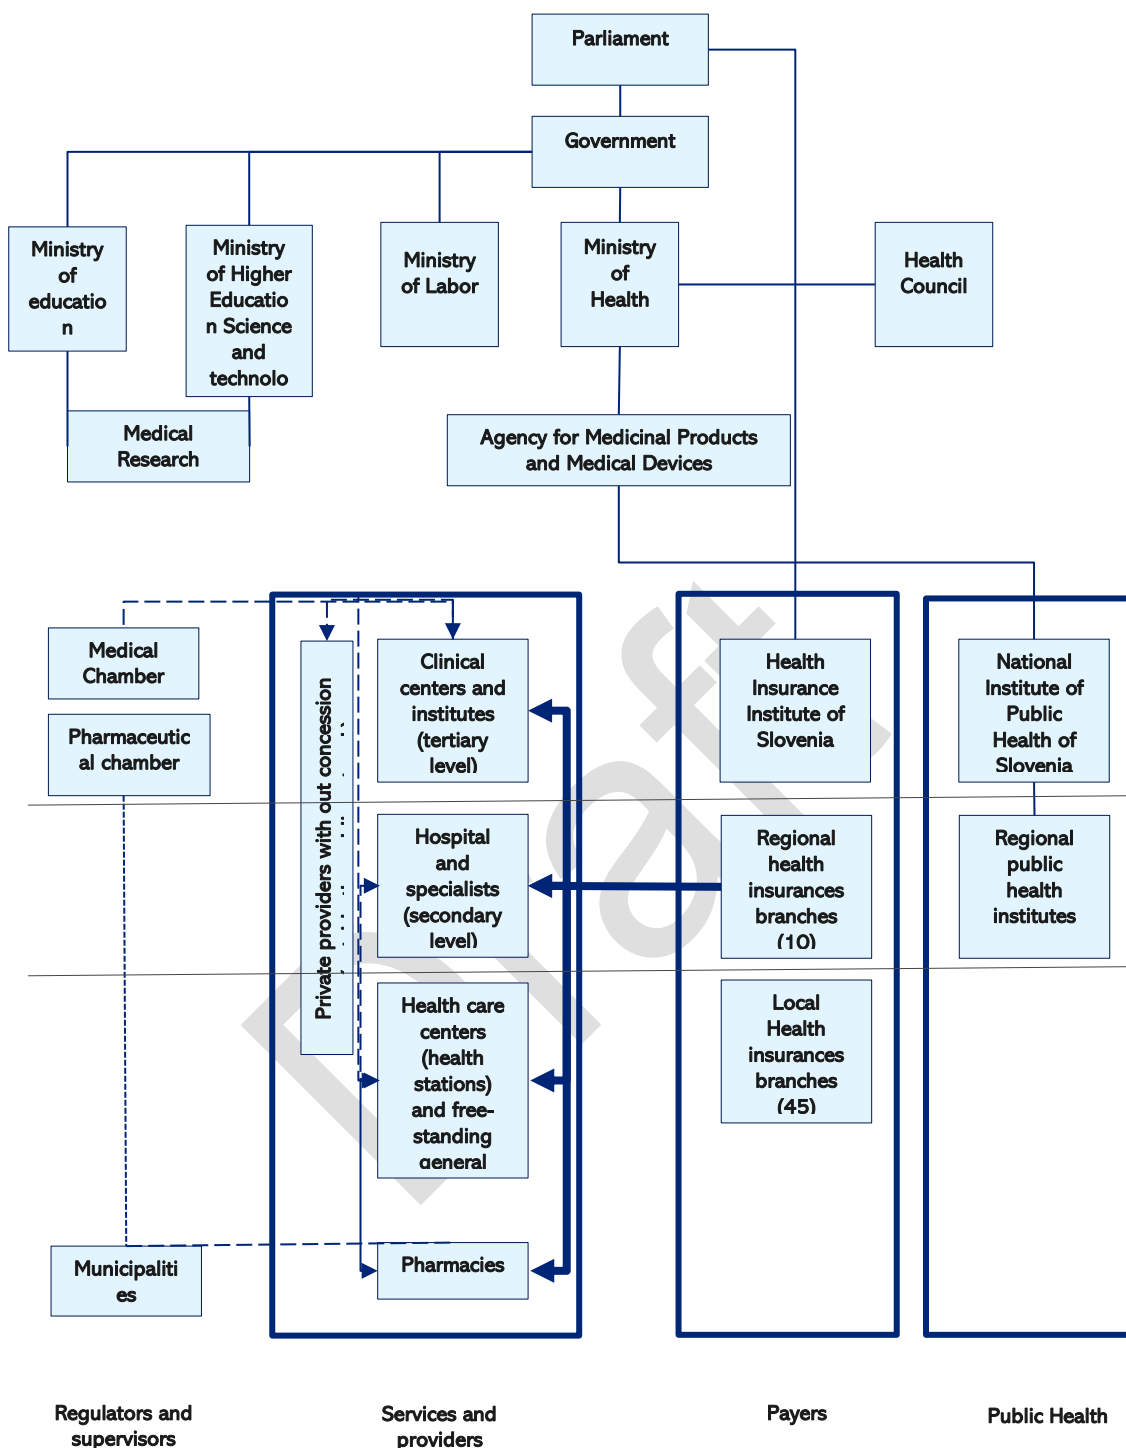 Parliament
Government
Ministry
of
educatio
n
Ministry
of Higher
Educatio
n Science
and
technolo
Ministry
of Labor
Ministry
of
Health
Health
Council
Medical
Research
Agency for Medicinal Products
and Medical Devices
Medical
Chamber
Pharmaceutic
al chamber
Private providers with out concession
Clinical
centers and
institutes
(tertiary
level)
Health
Insurance
Institute of
Slovenia
National
Institute of
Public
Health of
Slovenia
Hospital
and
specialists
(secondary
level)
Regional
health
insurances
branches
(10)
Regional
public
health
institutes
Health care
centers
(health
stations)
and free-
standing
general
Local
Health
insurances
branches
(45)
Municipaliti
es
Pharmacies
Draft
Regulators and
supervisors
Services and
providers
Payers
Public Health